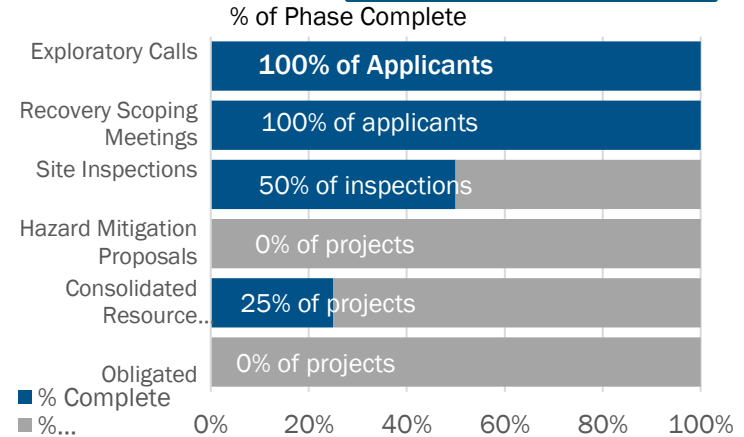 % of Phase Complete
Exploratory Calls
100% of Applicants
Recovery Scoping
Meetings
100% of applicants
Site Inspections
50% of inspections
Hazard Mitigation
Proposals
0% of projects
Consolidated
Resource...
25% of projects
Obligated
0% of projects
% Complete
%...
0% 20% 40% 60% 80% 100%